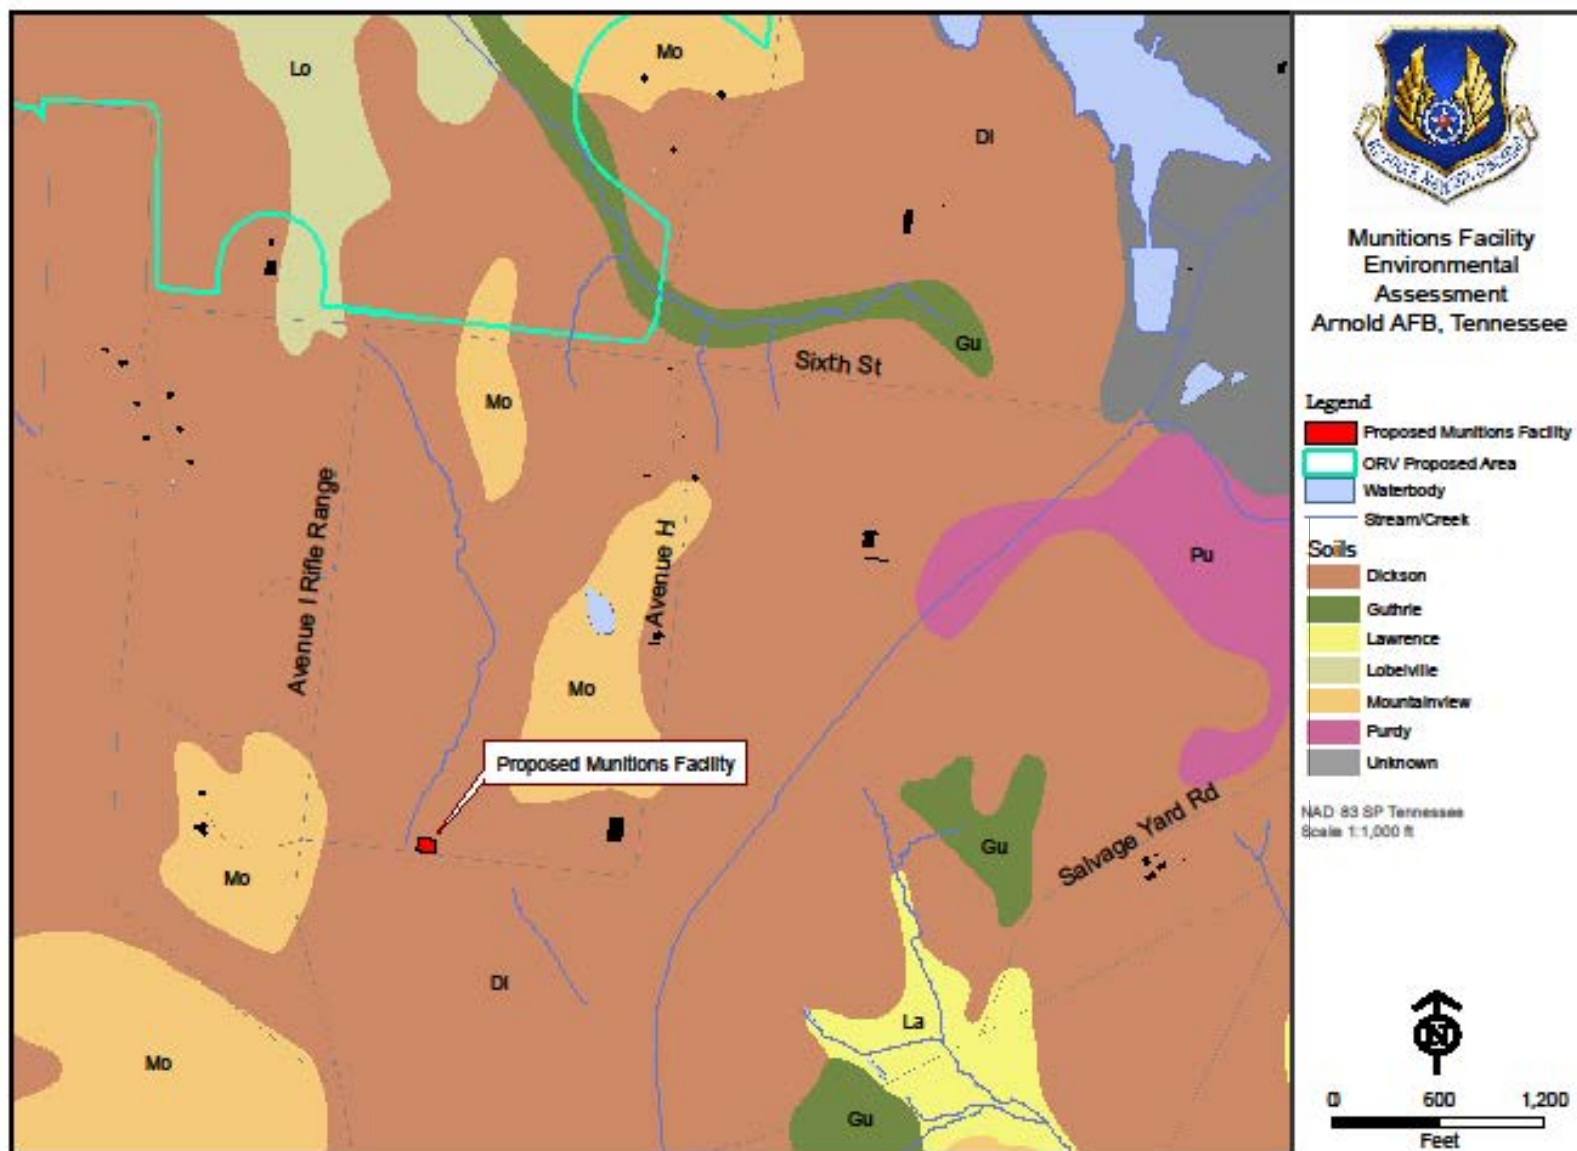 Lo
Mo
DI
Gu
Sixth St
Mo
Avenue I Rifle Range
Avenue H
Pu
Mo
Proposed Munitions Facility
Mo
Gu
Salvage Yard Rd
DI
La
Mo
Gu
Munitions Facility
Environmental
Assessment
Arnold AFB, Tennessee
Legend
Proposed Munitions Facility
ORV Proposed Area
Waterbody
Stream/Creek
Soils
Dickson
Guthrie
Lawrence
Lobelville
Mountainview
Purdy
Unknown
NAD 83 SP Tennessee
Scale 1:1,000 ft
N
0 600 1,200
Feet